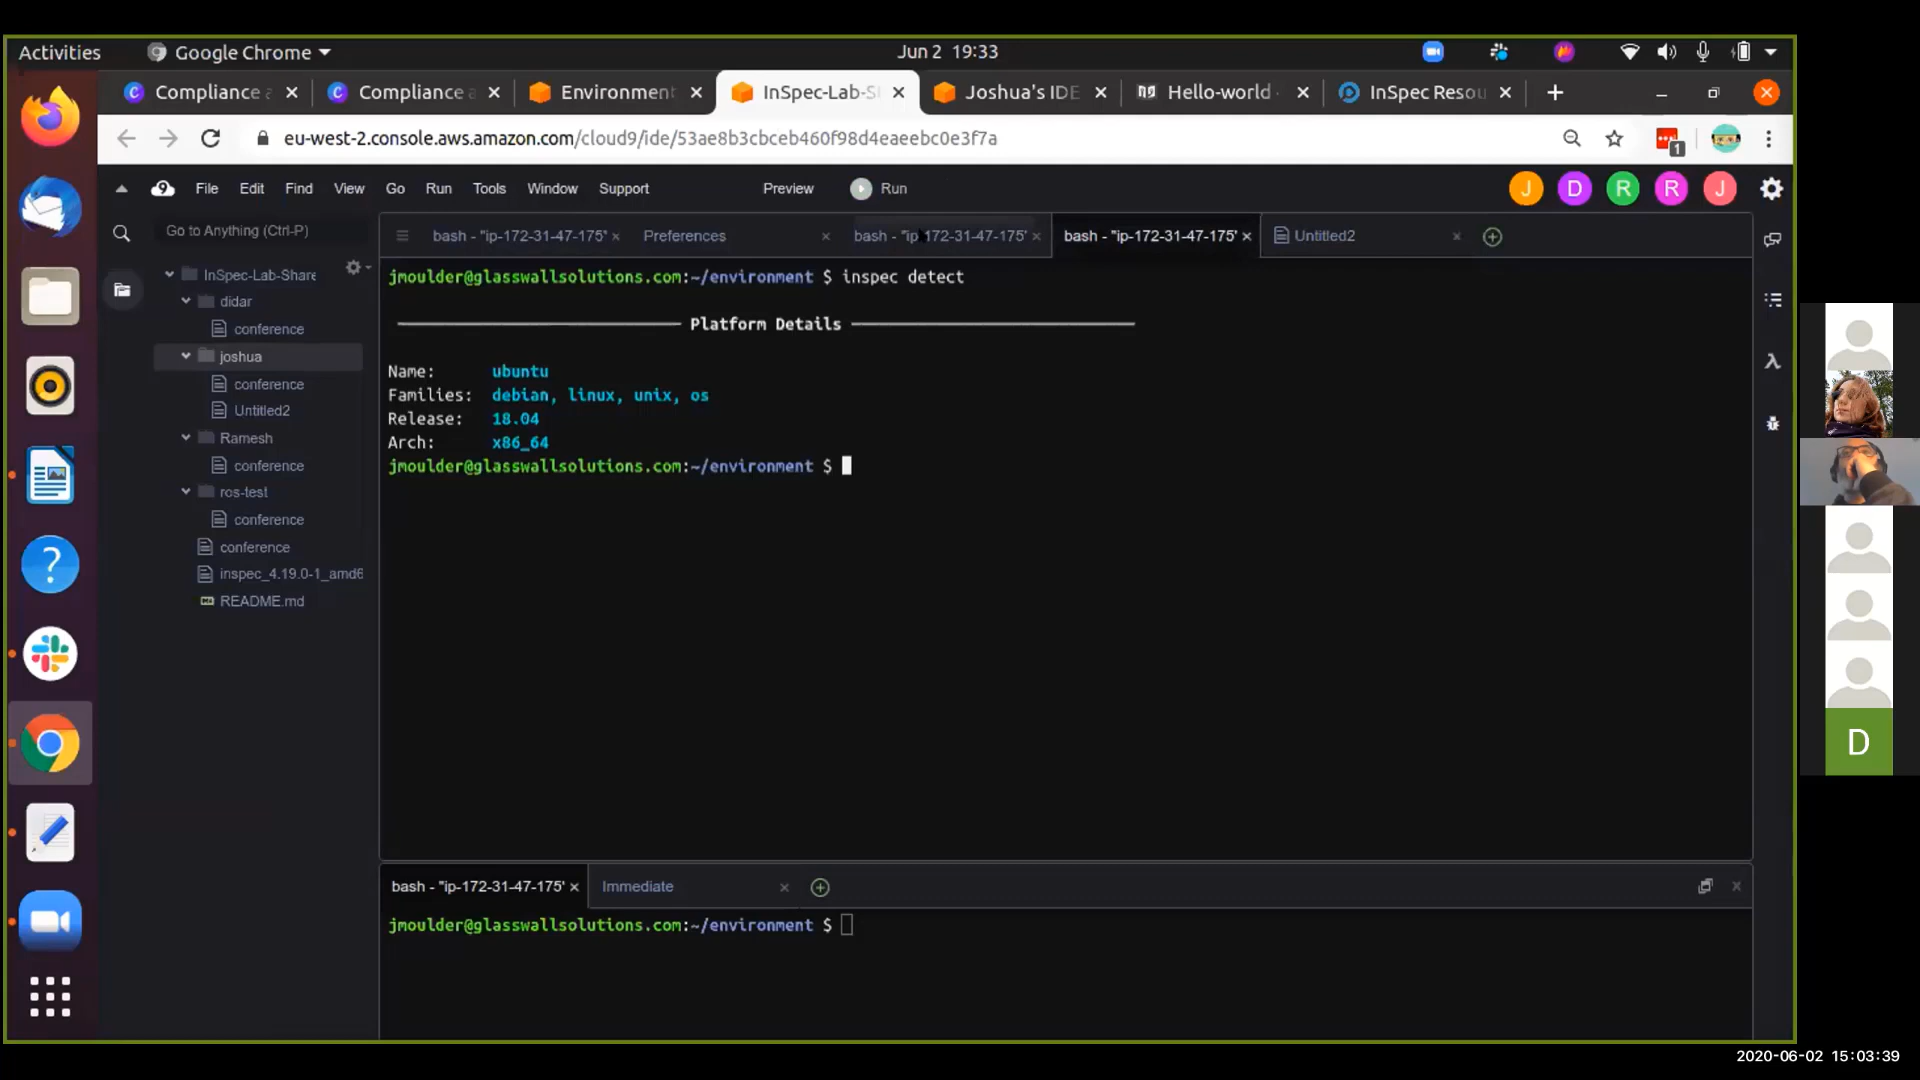 Activities
Google Chrome
Jun 2 19:33
Compliance a
Compliance a
Environment
InSpec-Lab-S
Joshua's IDE
Hello-world
InSpec Resou
eu-west-2.console.aws.amazon.com/cloud9/ide/53ae8b3cbceb460f98d4eaeebc0e3f7a
1
9
File
Edit
Find
View
Go
Run
Tools
Window
Support
Preview
Run
J
D
R
R
J
Go to Anything (Ctrl-P)
bash - "ip-172-31-47-175"
Preferences
bash - "ip-172-31-47-175'
bash - "ip-172-31-47-175'
Untitled2
InSpec-Lab-Share
didar
conference
joshua
conference
Untitled2
Ramesh
conference
ros-test
conference
conference
inspec_4.19.0-1_amd6
README.md
jmoulder@glasswallsolutions.com:~/environment $ inspec detect
Platform Details
Name: ubuntu
Families: debian, linux, unix, os
Release: 18.04
Arch: x86_64
jmoulder@glasswallsolutions.com:~/environment $
bash - "ip-172-31-47-175'
Immediate
jmoulder@glasswallsolutions.com:~/environment $
D
2020-06-02 15:03:39